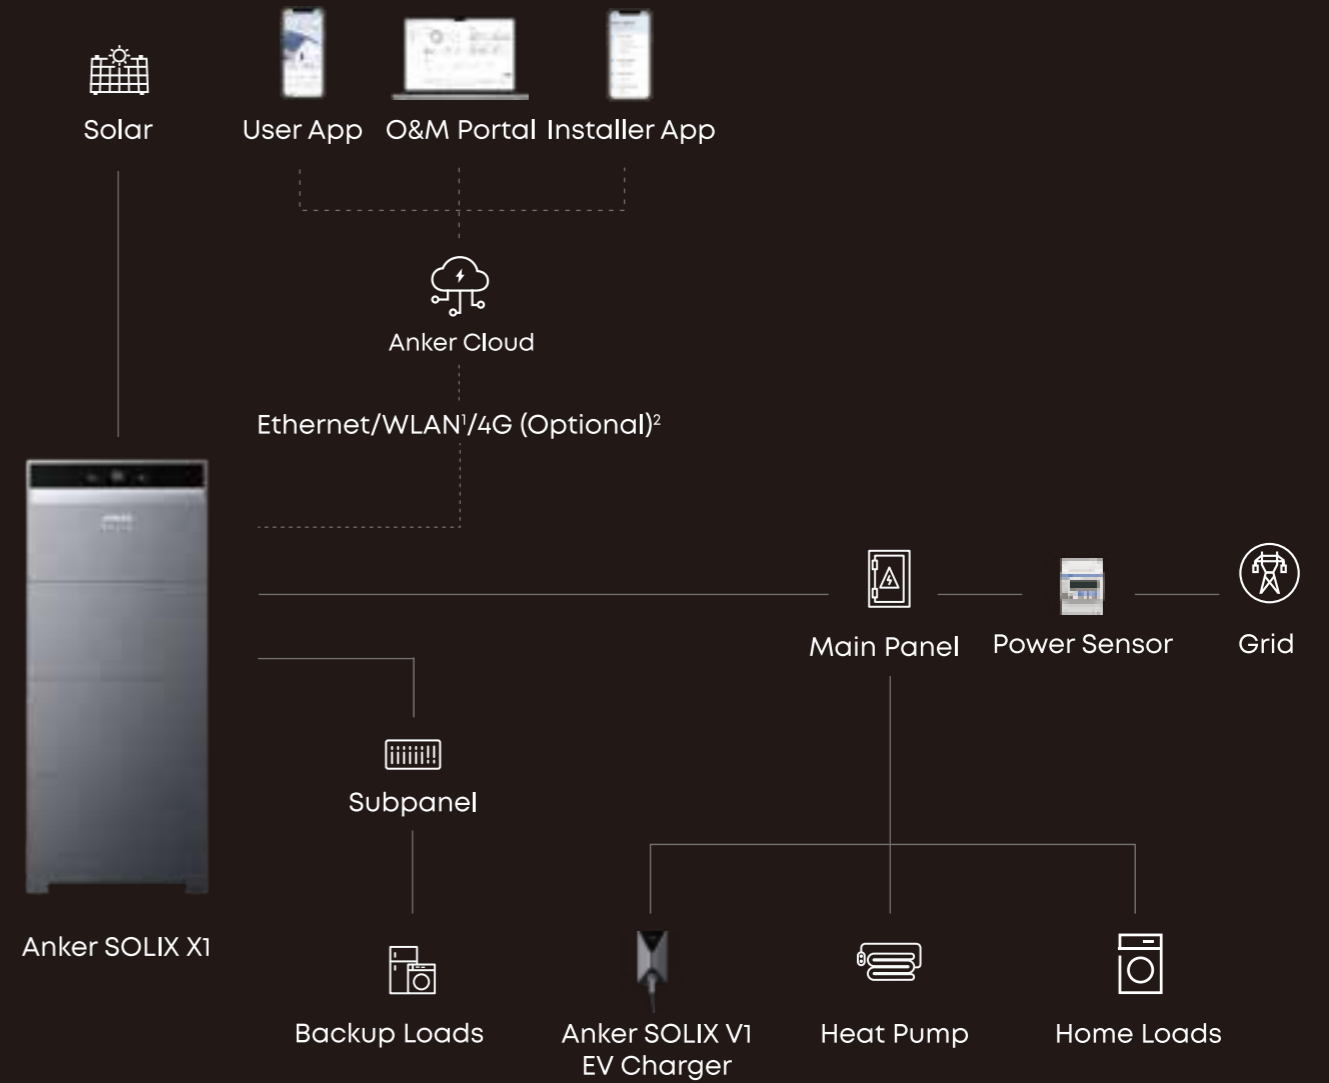 Solar
User App
O&M Portal
Installer App
Anker Cloud
Ethernet/WLAN¹/4G (Optional)²
Main Panel
Power Sensor
Grid
Subpanel
Anker SOLIX X1
Backup Loads
Anker SOLIX V1
EV Charger
Heat Pump
Home Loads